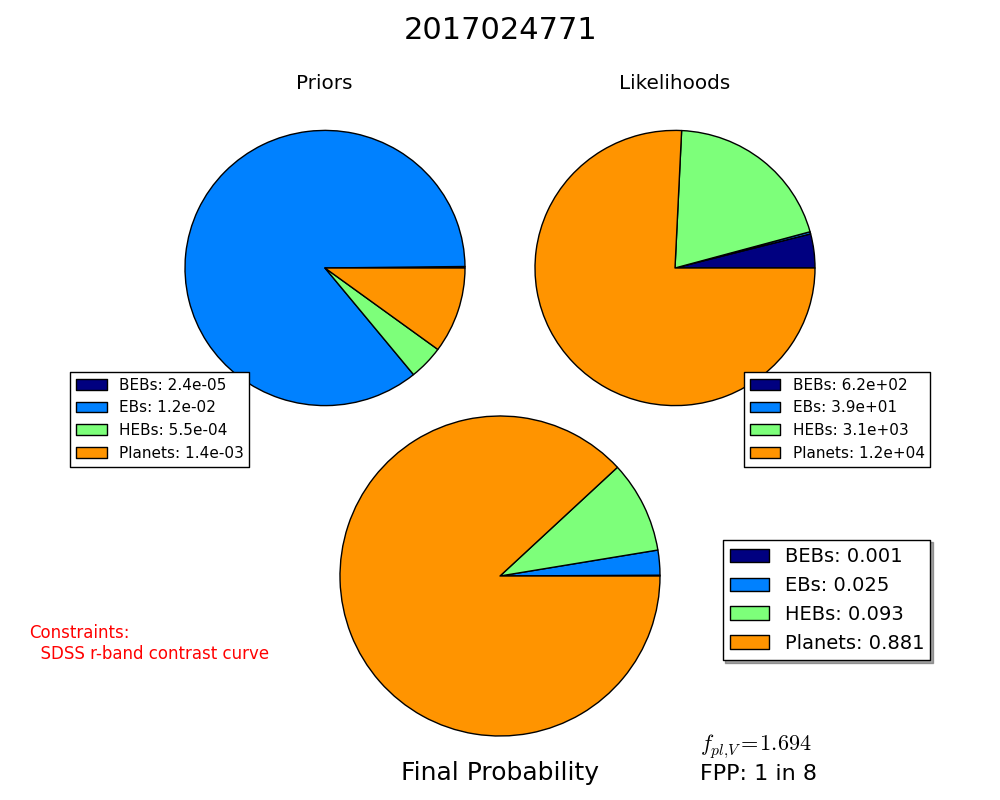 2017024771
Priors
Likelihoods
BEBs: 2.4e-05
EBs: 1.2e-02
HEBs: 5.5e-04
Planets: 1.4e-03
BEBs: 6.2e+02
EBs: 3.9e+01
HEBs: 3.1e+03
Planets: 1.2e+04
BEBs: 0.001
EBs: 0.025
HEBs: 0.093
Planets: 0.881
Constraints:
SDSS r-band contrast curve
f_{pl,V}=1.694
Final Probability
FPP: 1 in 8